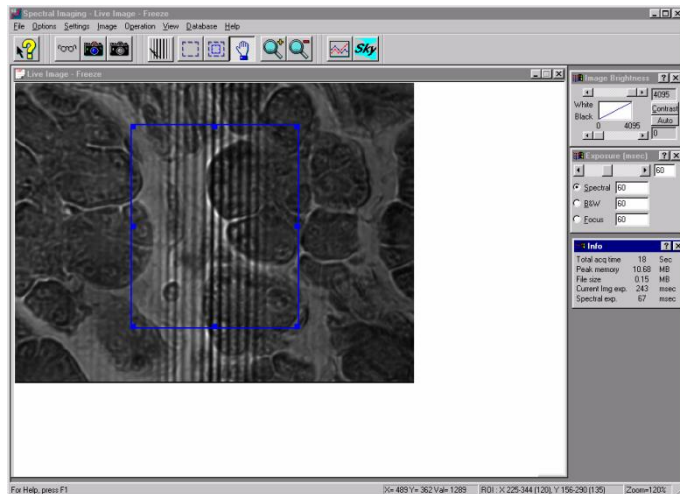 Spectral Imaging - Live Image - Freeze
File Options Settings Image Operation View Database Help
Sky
Live Image - Freeze
Image Brightness
4095
White
Black
Contrast
Auto
0 4095
0
Exposure (msec)
60
Spectral 60
B&W 60
Focus 60
Info
Total acq time 18 Sec
Peak memory 10.68 MB
File size 0.15 MB
Current Img exp. 243 msec
Spectral exp. 67 msec
For Help, press F1
X= 489 Y= 362 Val= 1289
ROI : X 225-344 (120), Y 156-290 (135)
Zoom=120%